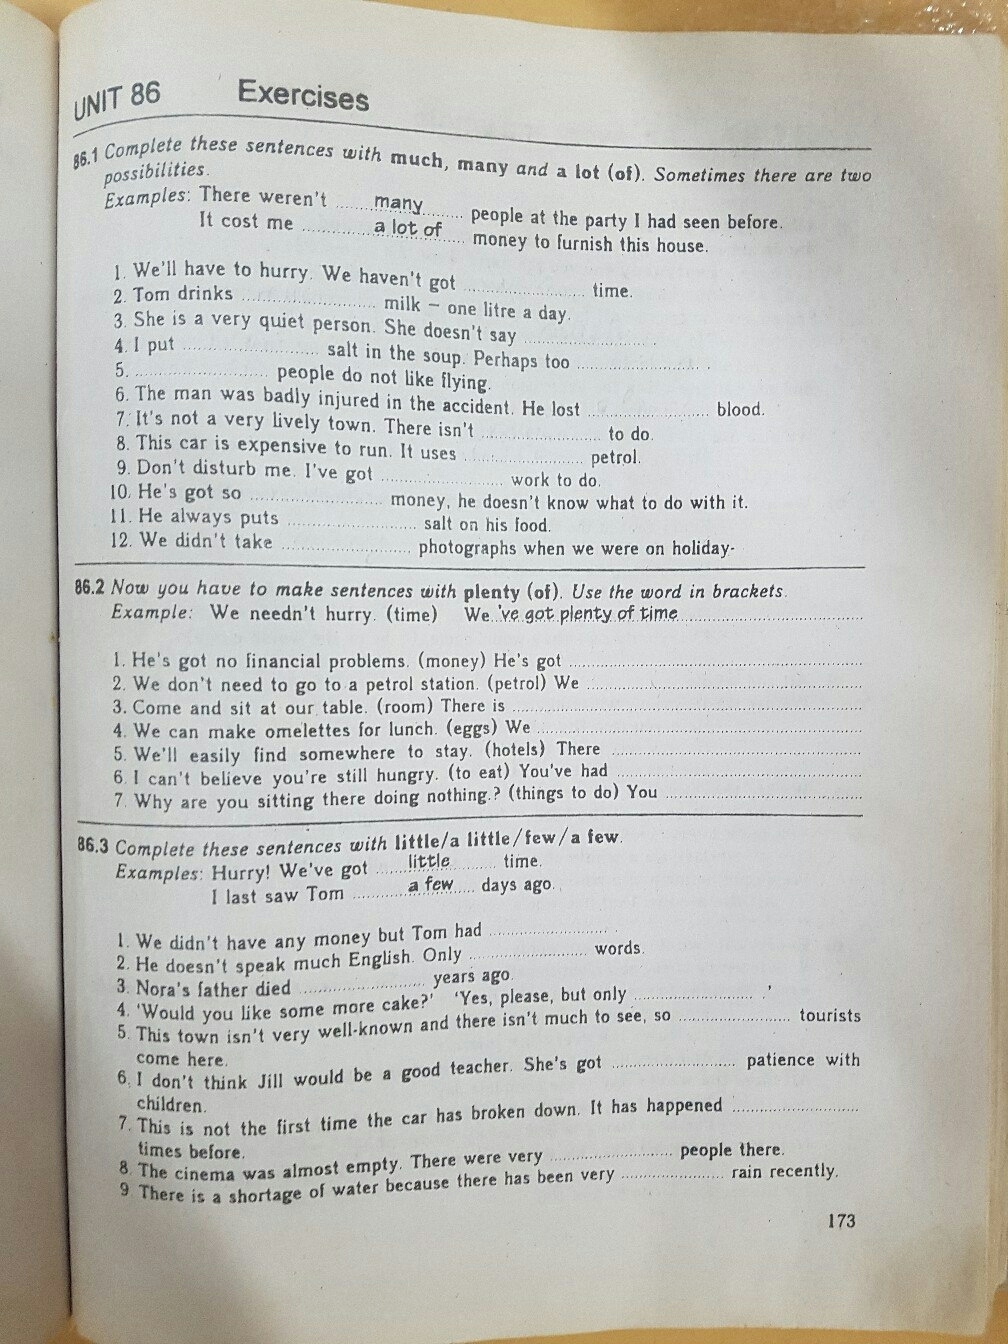 UNIT 86 Exercises
86.1 Complete these sentences with much, many and a lot (of). Sometimes there are two
possibilities.
Examples: There weren't ........many........ people at the party I had seen before.
It cost me ........a lot of........ money to furnish this house.
1. We'll have to hurry. We haven't got ........................ time.
2. Tom drinks ........................ milk — one litre a day.
3. She is a very quiet person. She doesn't say ........................ .
4. I put ........................ salt in the soup. Perhaps too ........................ .
5. ........................ people do not like flying.
6. The man was badly injured in the accident. He lost ........................ blood.
7. It's not a very lively town. There isn't ........................ to do.
8. This car is expensive to run. It uses ........................ petrol.
9. Don't disturb me. I've got ........................ work to do.
10. He's got so ........................ money, he doesn't know what to do with it.
11. He always puts ........................ salt on his food.
12. We didn't take ........................ photographs when we were on holiday-
86.2 Now you have to make sentences with plenty (of). Use the word in brackets.
Example: We needn't hurry. (time) We 've got plenty of time........................
1. He's got no financial problems. (money) He's got ........................
2. We don't need to go to a petrol station. (petrol) We ........................
3. Come and sit at our table. (room) There is ........................
4. We can make omelettes for lunch. (eggs) We ........................
5. We'll easily find somewhere to stay. (hotels) There ........................
6. I can't believe you're still hungry. (to eat) You've had ........................
7. Why are you sitting there doing nothing.? (things to do) You ........................
86.3 Complete these sentences with little/a little/few/a few.
Examples: Hurry! We've got ........little........ time.
I last saw Tom ........a few........ days ago.
1. We didn't have any money but Tom had ........................ .
2. He doesn't speak much English. Only ........................ words.
3. Nora's father died ........................ years ago.
4. 'Would you like some more cake?' 'Yes, please, but only ........................ .'
5. This town isn't very well-known and there isn't much to see, so ........................ tourists
come here.
6. I don't think Jill would be a good teacher. She's got ........................ patience with
children.
7. This is not the first time the car has broken down. It has happened ........................
times before.
8. The cinema was almost empty. There were very ........................ people there.
9 There is a shortage of water because there has been very ........................ rain recently.
173